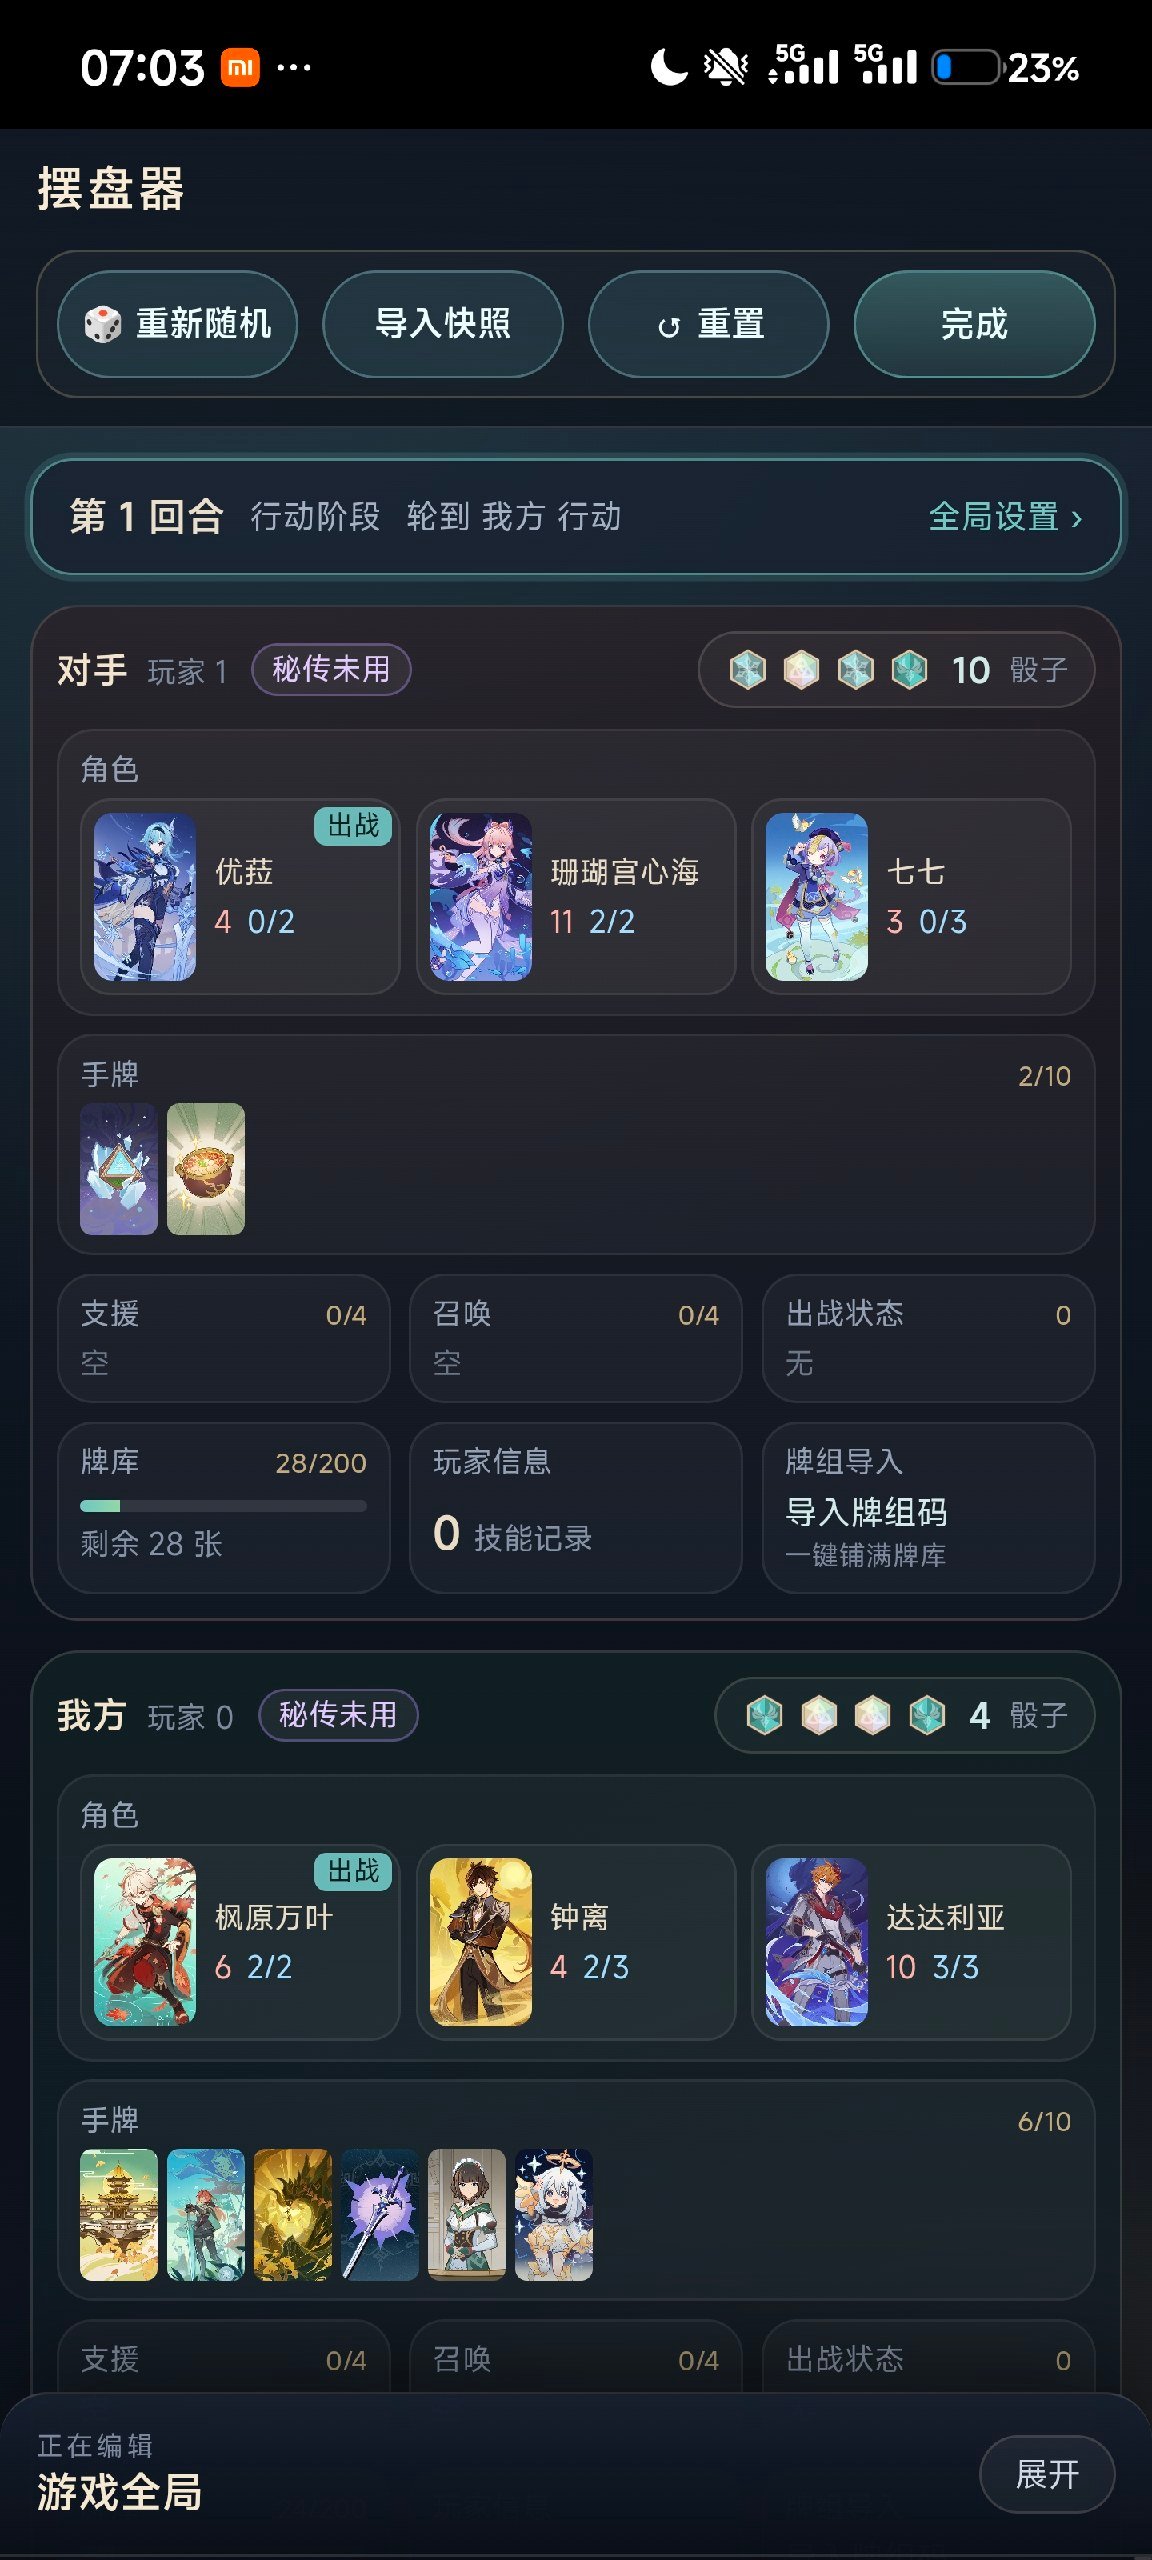 07:03 ... 5G 5G 23%
摆盘器
重新随机 导入快照 ↺ 重置 完成
第 1 回合 行动阶段 轮到 我方 行动 全局设置 ›
对手 玩家 1 秘传未用 10 骰子
角色
出战
优菈 珊瑚宫心海 七七
4 0/2 11 2/2 3 0/3
手牌 2/10
支援 0/4 召唤 0/4 出战状态 0
空 空 无
牌库 28/200 玩家信息 牌组导入
导入牌组码
剩余 28 张 0 技能记录 一键铺满牌库
我方 玩家 0 秘传未用 4 骰子
角色
出战
枫原万叶 钟离 达达利亚
6 2/2 4 2/3 10 3/3
手牌 6/10
支援 0/4 召唤 0/4 出战状态 0
正在编辑
游戏全局 展开